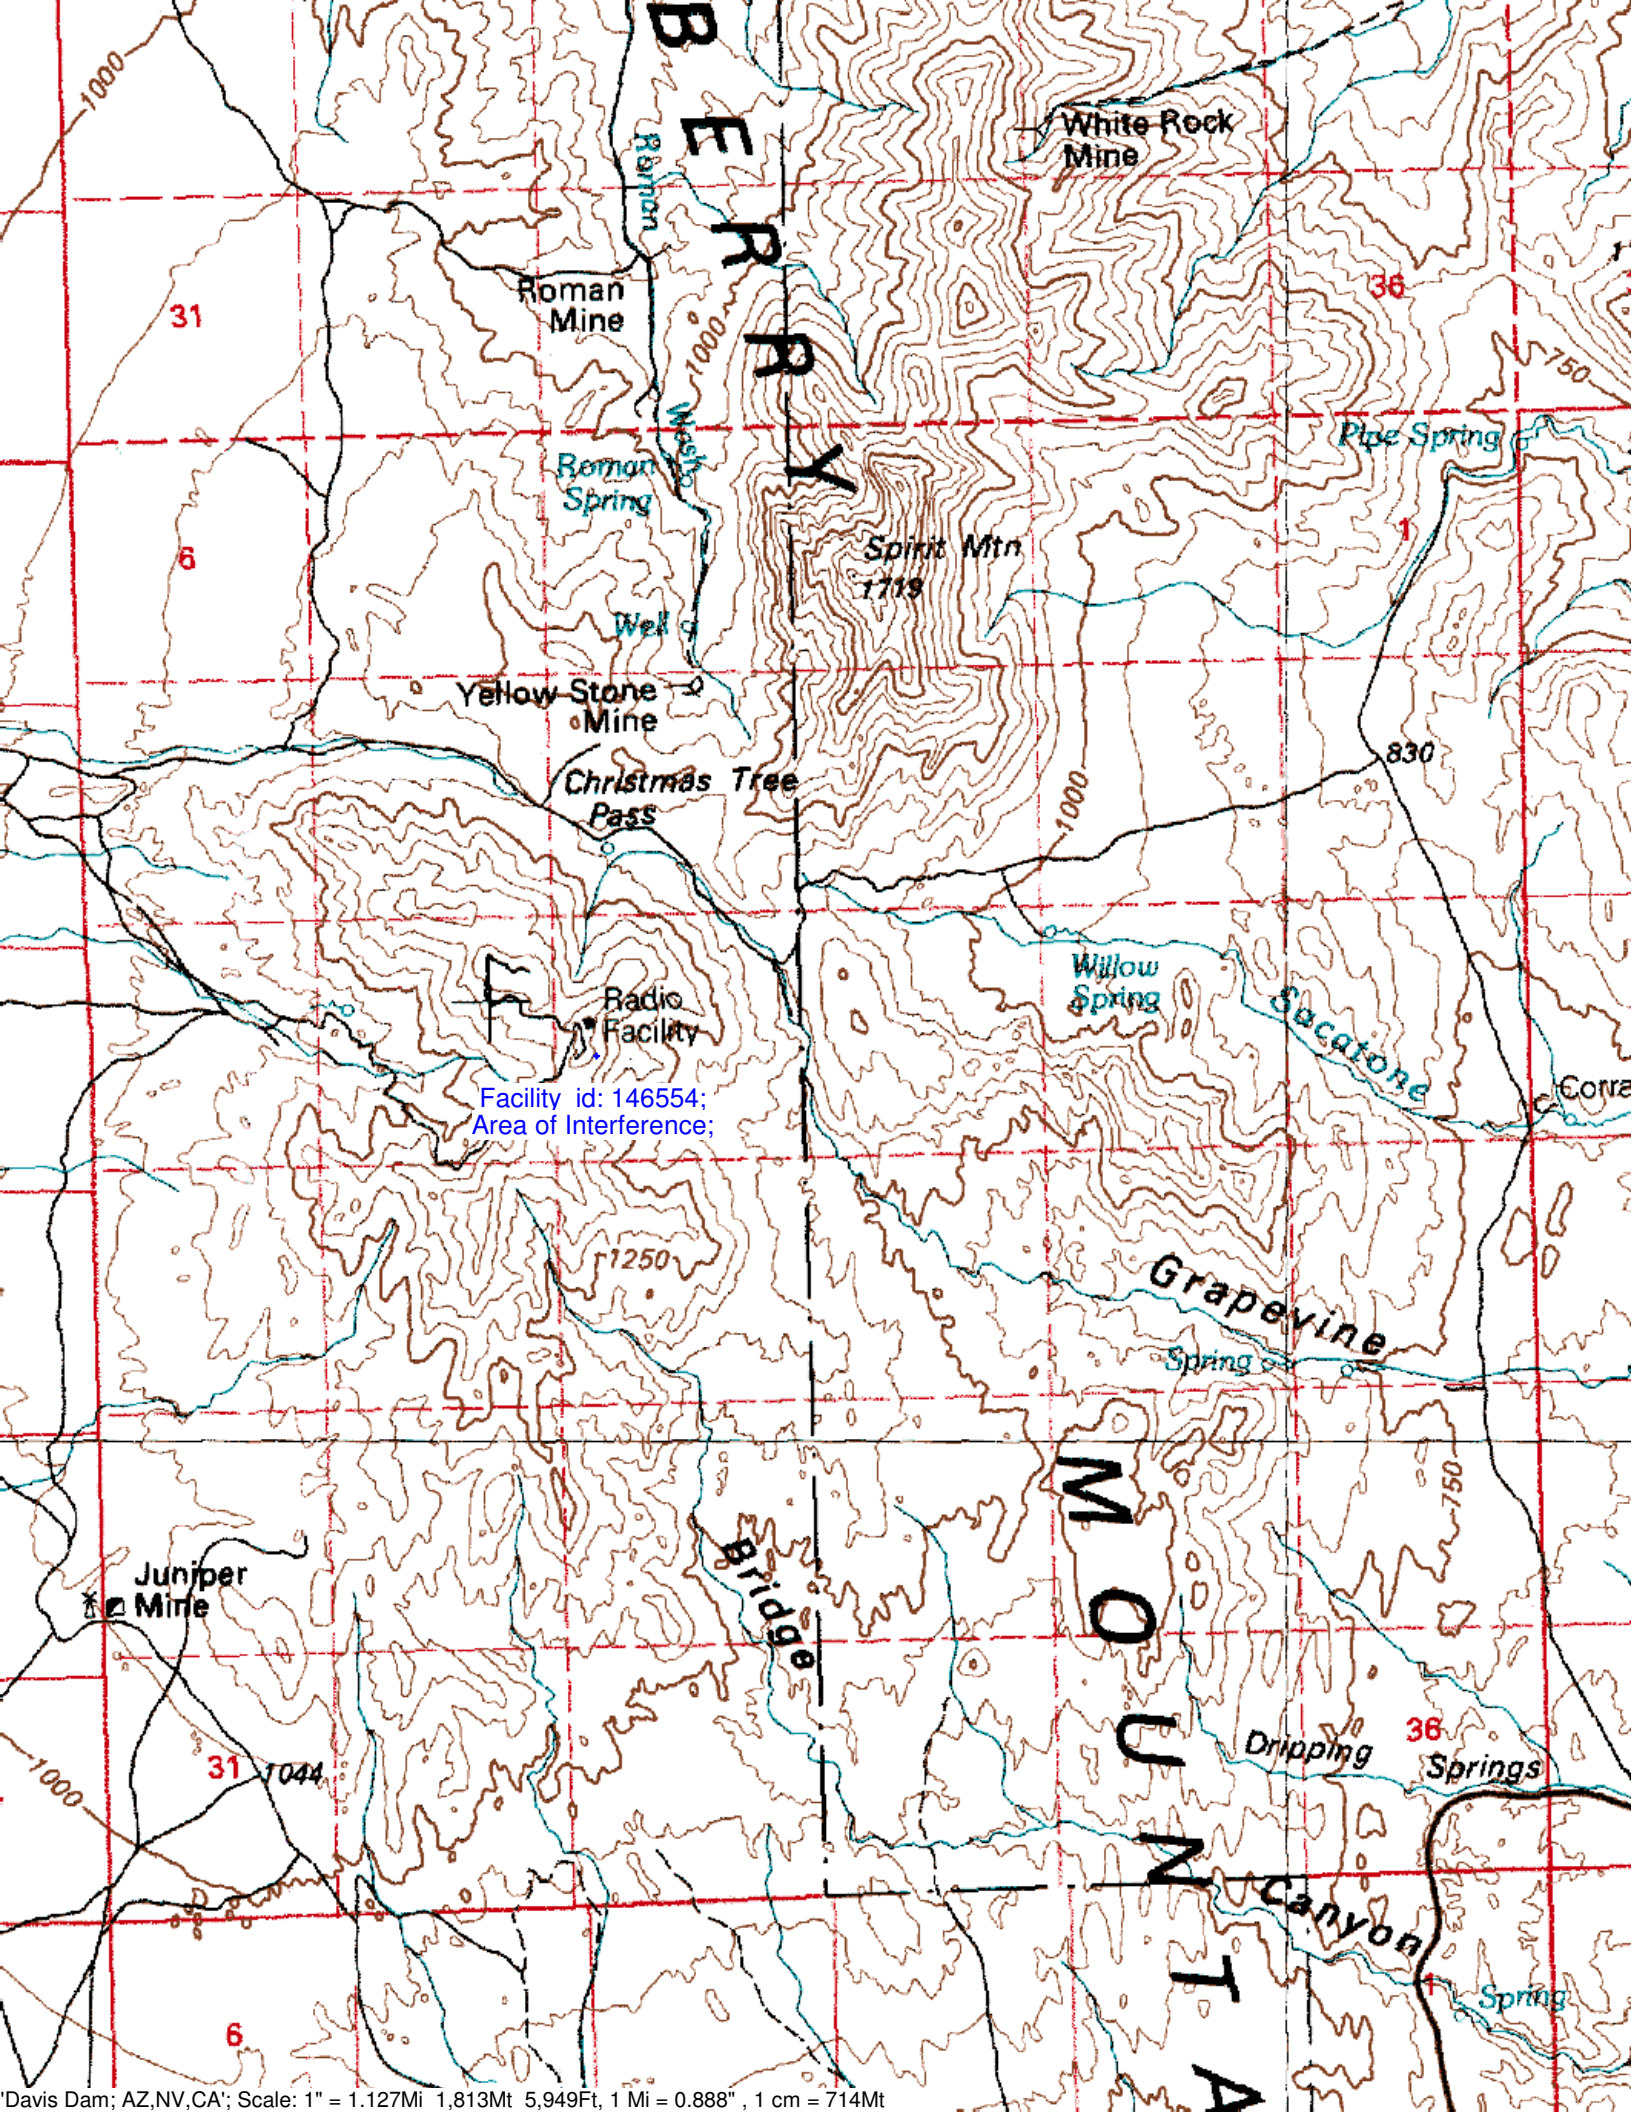 B
E
R
R
Y
1000
White Rock
Mine
Roman
Wash
31
Roman
Mine
1000
36
750
Pipe Spring
Roman
Spring
6
1
Spirit Mtn
1719
Well
Yellow Stone
Mine
830
Christmas Tree
Pass
1000
Willow
Spring
Sacatone
Radio
Facility
Corra
Facility id: 146554;
Area of Interference;
1250
Grapevine
Spring
M
O
U
N
T
A
750
Bridge
Canyon
Juniper
Mine
31
1044
1000
36
Dripping Springs
1
Spring
6
'Davis Dam; AZ,NV,CA'; Scale: 1" = 1.127Mi 1,813Mt 5,949Ft, 1 Mi = 0.888" , 1 cm = 714Mt